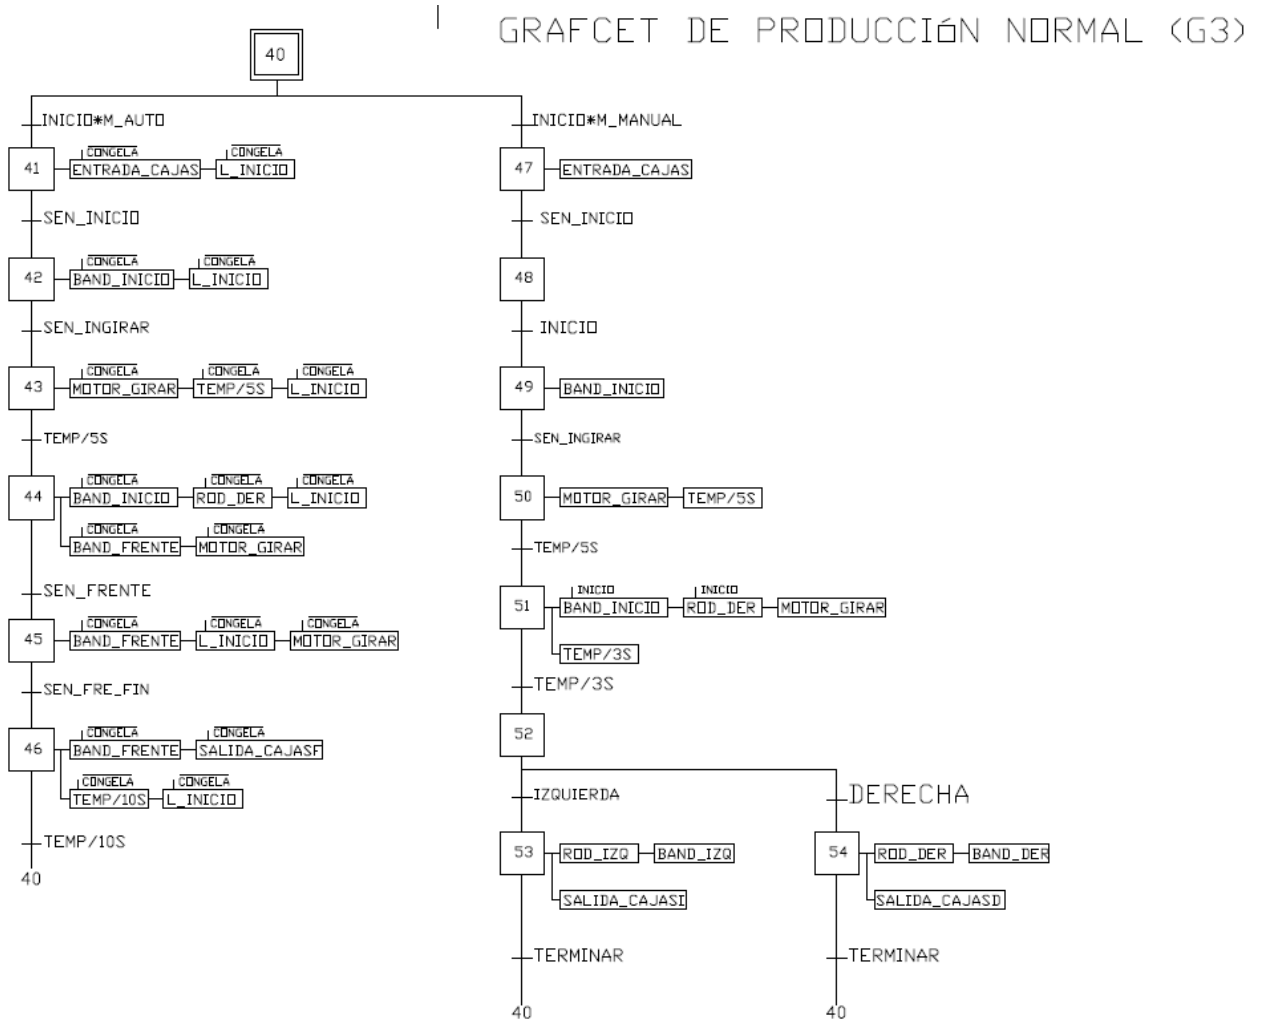 GRAFCET DE PRODUCCIóN NORMAL (G3)
40
INICIO*M_AUTO
41
CONGELA CONGELA
ENTRADA_CAJAS L_INICIO
SEN_INICIO
42
CONGELA CONGELA
BAND_INICIO L_INICIO
SEN_INGIRAR
43
CONGELA CONGELA CONGELA
MOTOR_GIRAR TEMP/5S L_INICIO
TEMP/5S
44
CONGELA CONGELA CONGELA
BAND_INICIO ROD_DER L_INICIO
CONGELA CONGELA
BAND_FRENTE MOTOR_GIRAR
SEN_FRENTE
45
CONGELA CONGELA CONGELA
BAND_FRENTE L_INICIO MOTOR_GIRAR
SEN_FRE_FIN
46
CONGELA CONGELA
BAND_FRENTE SALIDA_CAJASF
CONGELA CONGELA
TEMP/10S L_INICIO
TEMP/10S
40
INICIO*M_MANUAL
47 ENTRADA_CAJAS
SEN_INICIO
48
INICIO
49 BAND_INICIO
SEN_INGIRAR
50 MOTOR_GIRAR TEMP/5S
TEMP/5S
51
INICIO INICIO
BAND_INICIO ROD_DER MOTOR_GIRAR
TEMP/3S
TEMP/3S
52
IZQUIERDA
53 ROD_IZQ BAND_IZQ
SALIDA_CAJASI
TERMINAR
40
DERECHA
54 ROD_DER BAND_DER
SALIDA_CAJASD
TERMINAR
40